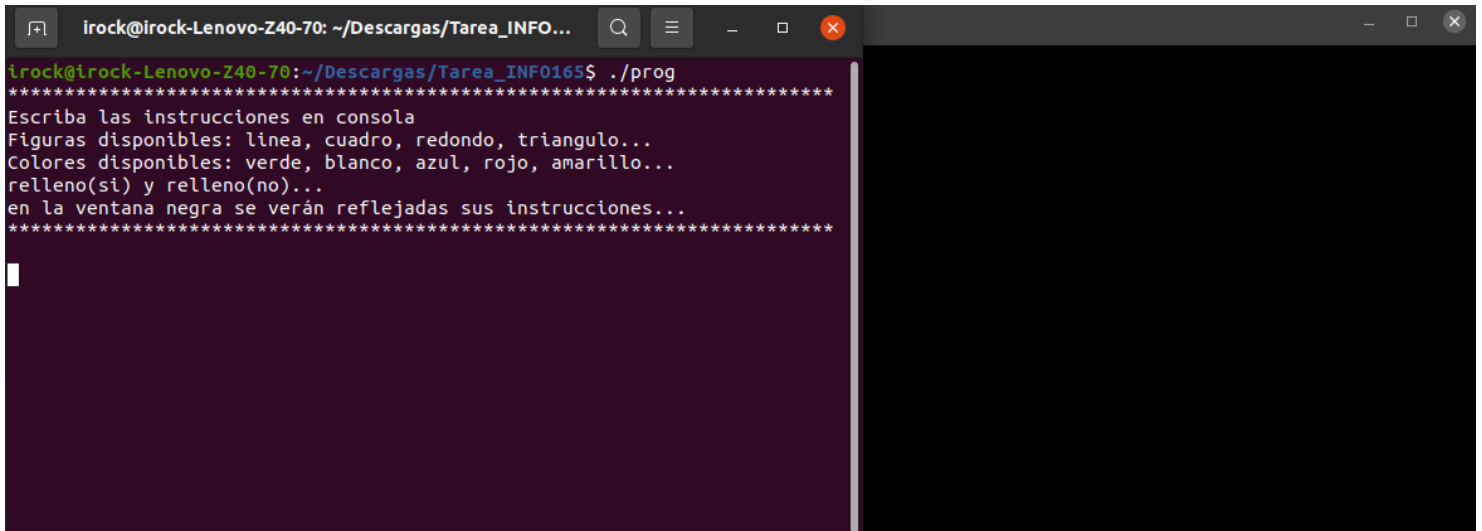 irock@irock-Lenovo-Z40-70: ~/Descargas/Tarea_INFO...
irock@irock-Lenovo-Z40-70:~/Descargas/Tarea_INFO165$ ./prog
*************************************************************************
Escriba las instrucciones en consola
Figuras disponibles: linea, cuadro, redondo, triangulo...
Colores disponibles: verde, blanco, azul, rojo, amarillo...
relleno(si) y relleno(no)...
en la ventana negra se verán reflejadas sus instrucciones...
*************************************************************************